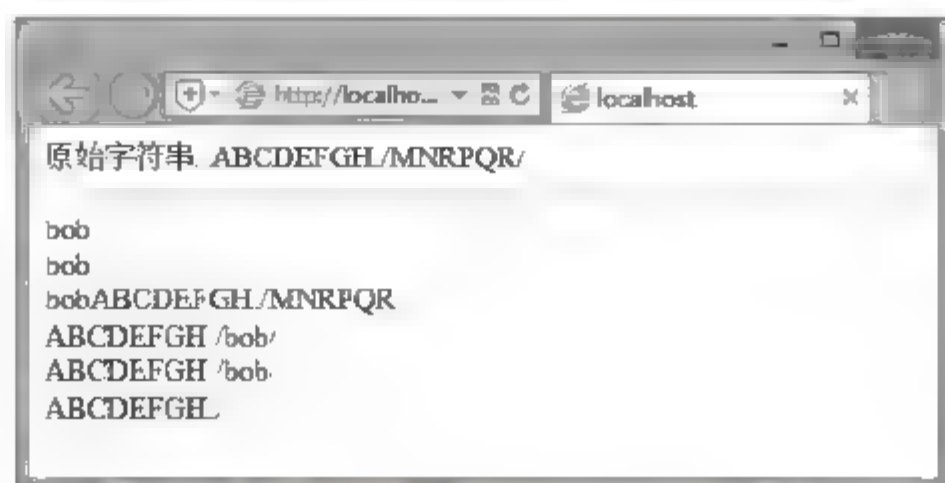 http://localho...
localhost
原始字符串: ABCDEFGH:/MNRPQR/
bob
bob
bobABCDEFGH:/MNRPQR
ABCDEFGH /bob/
ABCDEFGH /bob
ABCDEFGH